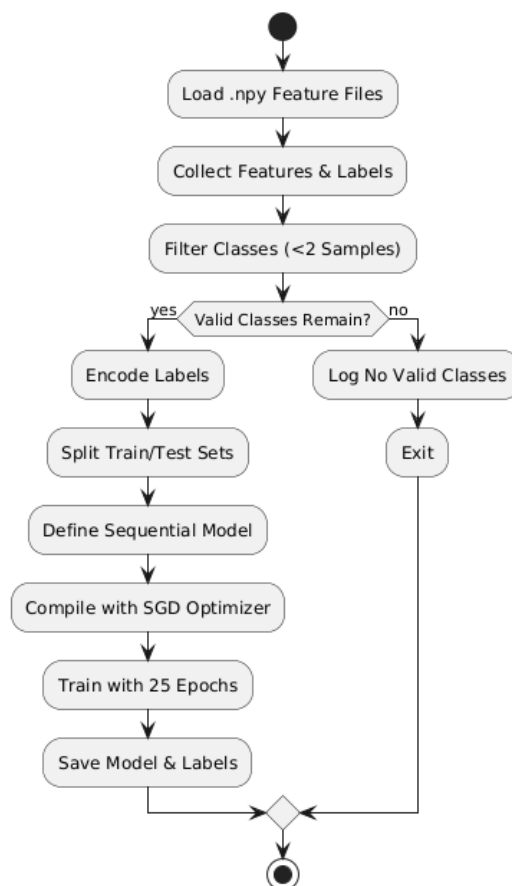 Load .npy Feature Files
Collect Features & Labels
Filter Classes (<2 Samples)
yes
Valid Classes Remain?
no
Encode Labels
Log No Valid Classes
Split Train/Test Sets
Exit
Define Sequential Model
Compile with SGD Optimizer
Train with 25 Epochs
Save Model & Labels